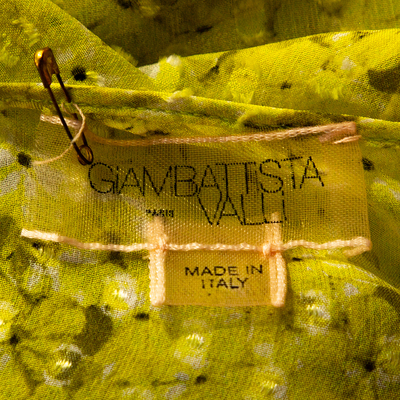 GIAMBATTISTA
PARIS VALLI
MADE IN
ITALY